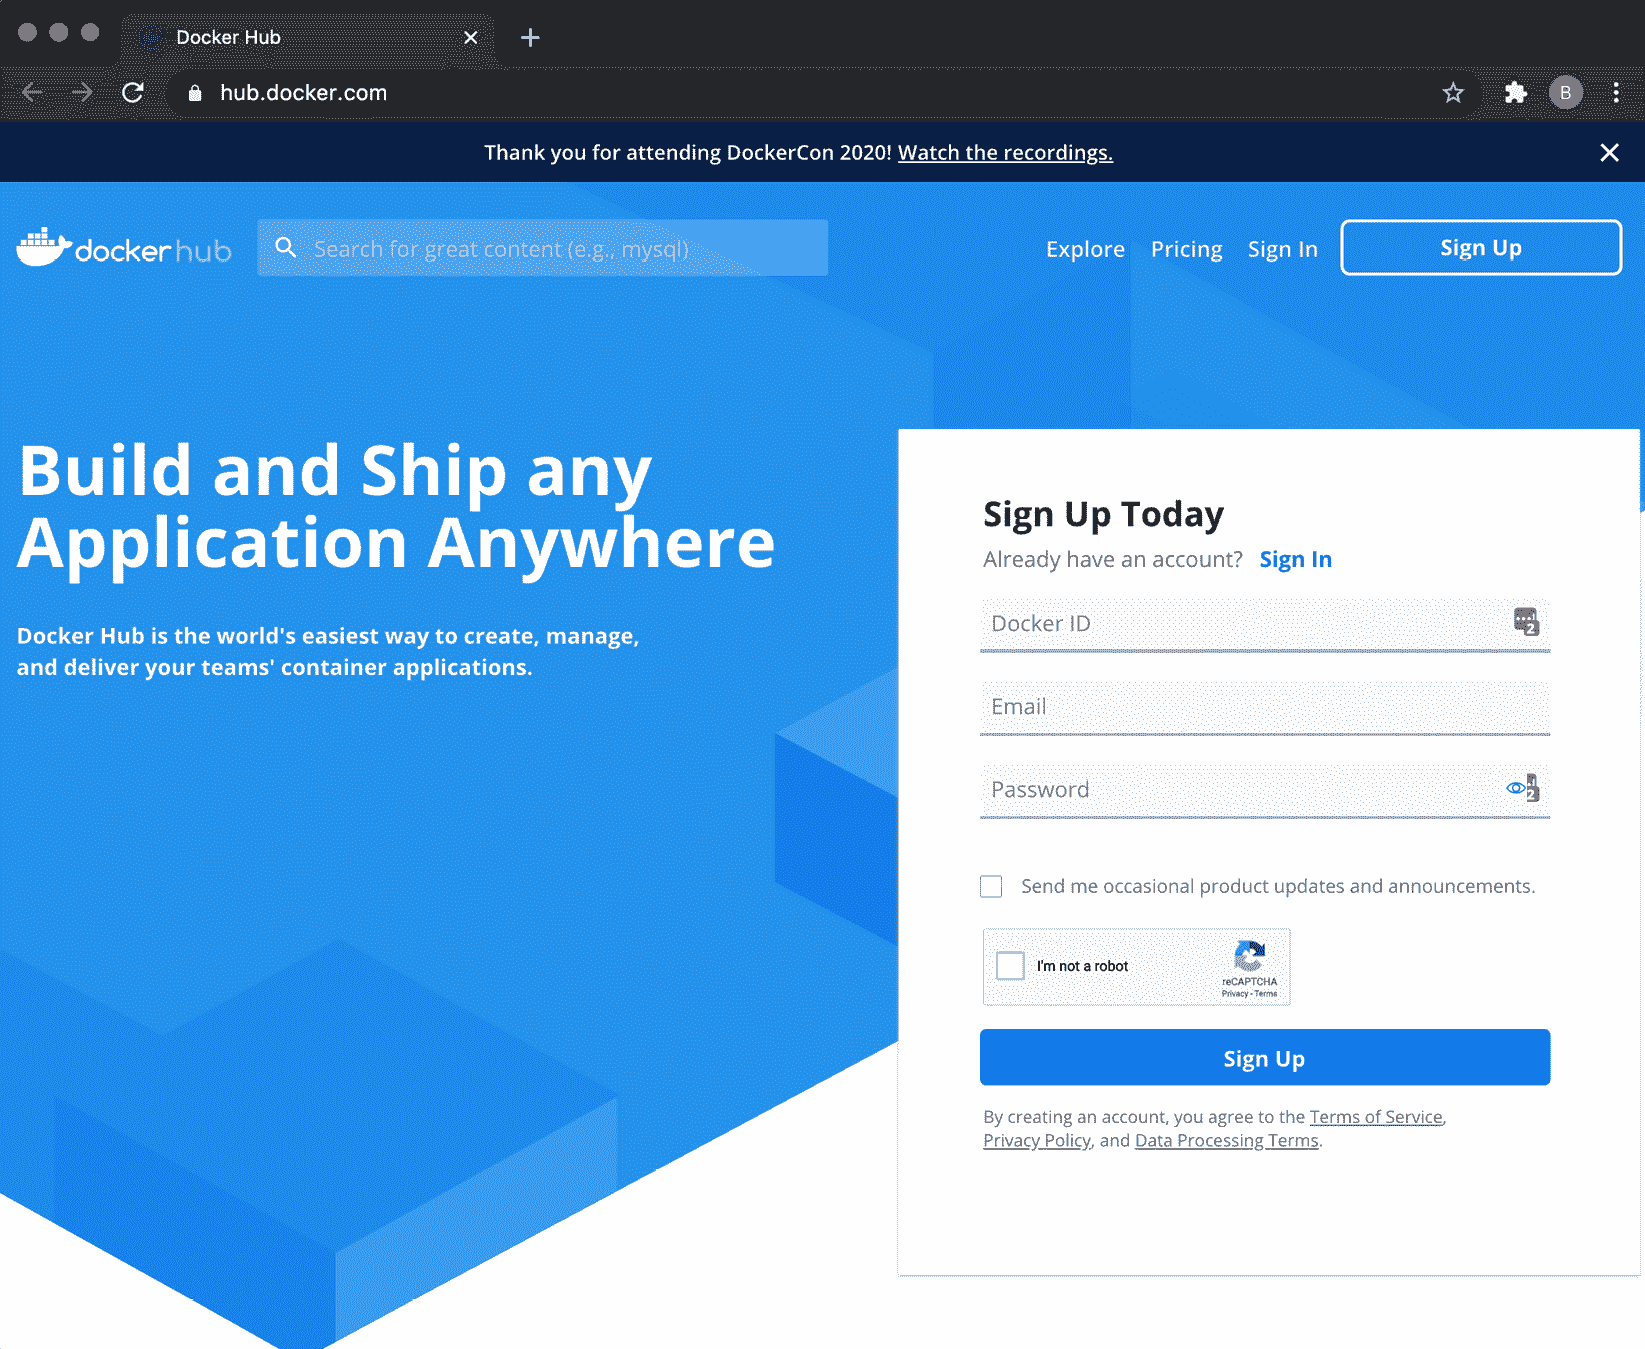 Docker Hub
hub.docker.com
B
Thank you for attending DockerCon 2020! Watch the recordings.
dockerhub
Search for great content (e.g., mysql)
Explore
Pricing
Sign In
Sign Up
Build and Ship any
Application Anywhere
Docker Hub is the world's easiest way to create, manage,
and deliver your teams' container applications.
Sign Up Today
Already have an account? Sign In
Docker ID
2
Email
Password
2
Send me occasional product updates and announcements.
I'm not a robot
reCAPTCHA
Privacy - Terms
Sign Up
By creating an account, you agree to the Terms of Service,
Privacy Policy, and Data Processing Terms.